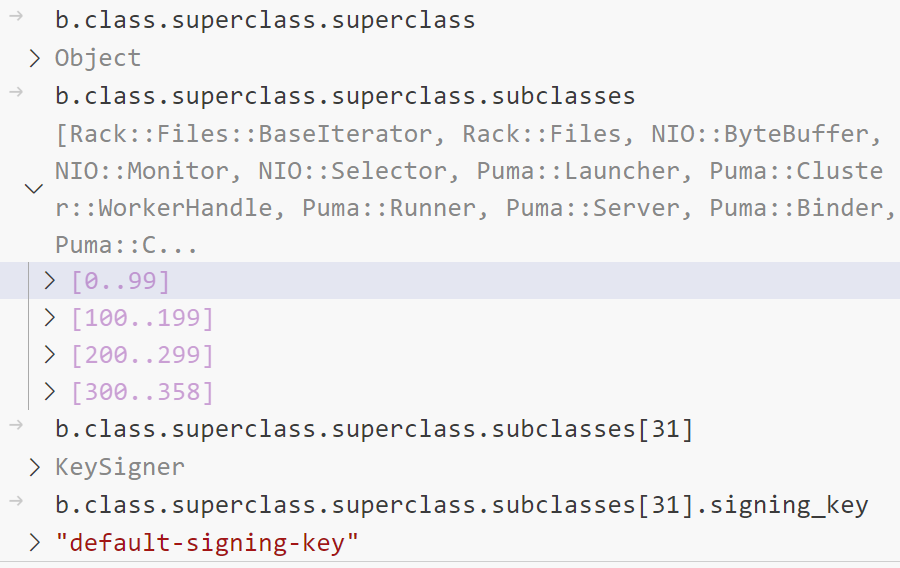 b.class.superclass.superclass
Object
b.class.superclass.superclass.subclasses
[Rack::Files::BaseIterator, Rack::Files, NIO::ByteBuffer,
NIO::Monitor, NIO::Selector, Puma::Launcher, Puma::Cluste
r::WorkerHandle, Puma::Runner, Puma::Server, Puma::Binder,
Puma::C...
[0..99]
[100..199]
[200..299]
[300..358]
b.class.superclass.superclass.subclasses[31]
KeySigner
b.class.superclass.superclass.subclasses[31].signing_key
"default-signing-key"